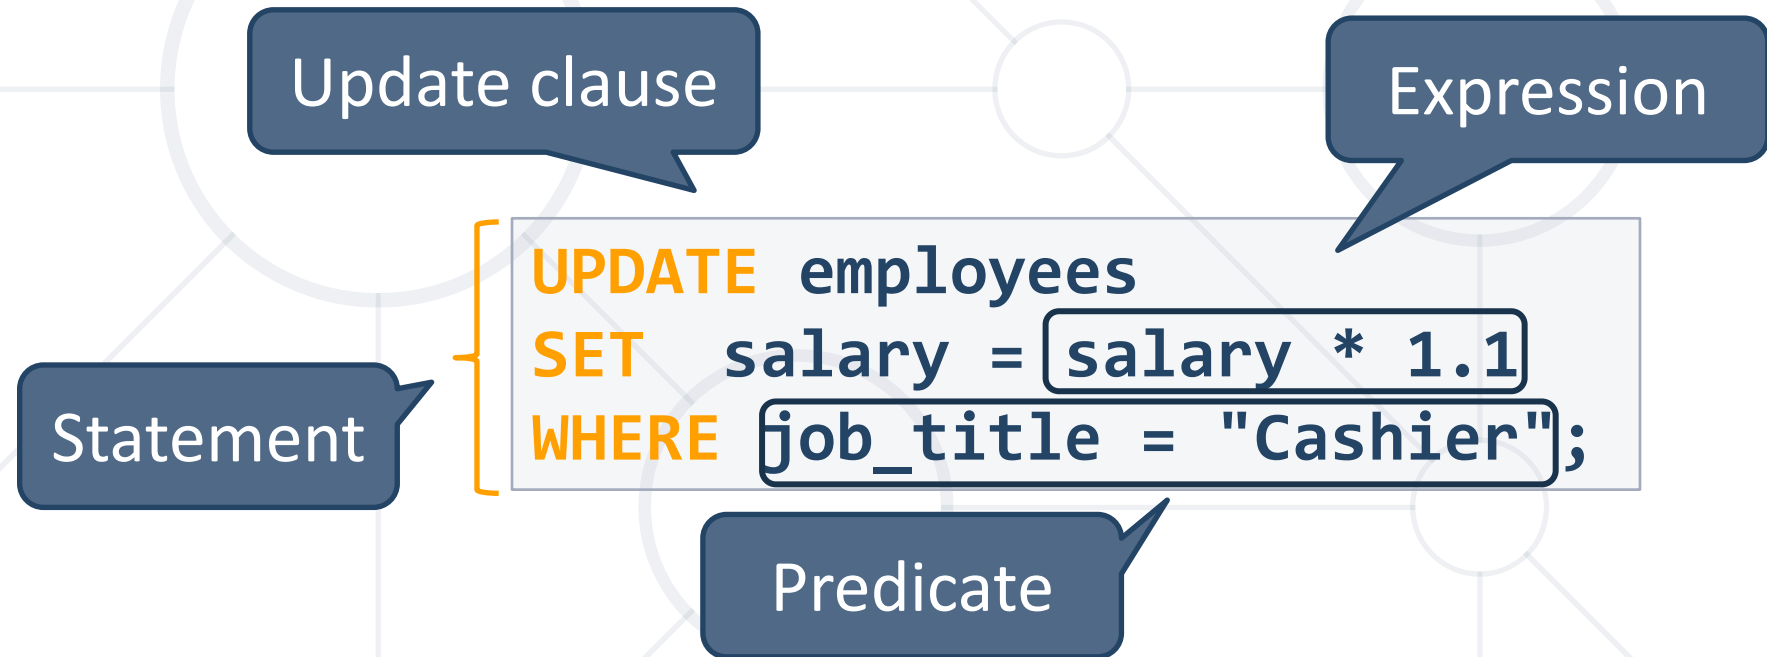 Update clause
Expression
UPDATE employees
SET salary = salary * 1.1
WHERE job_title = "Cashier";
Statement
Predicate